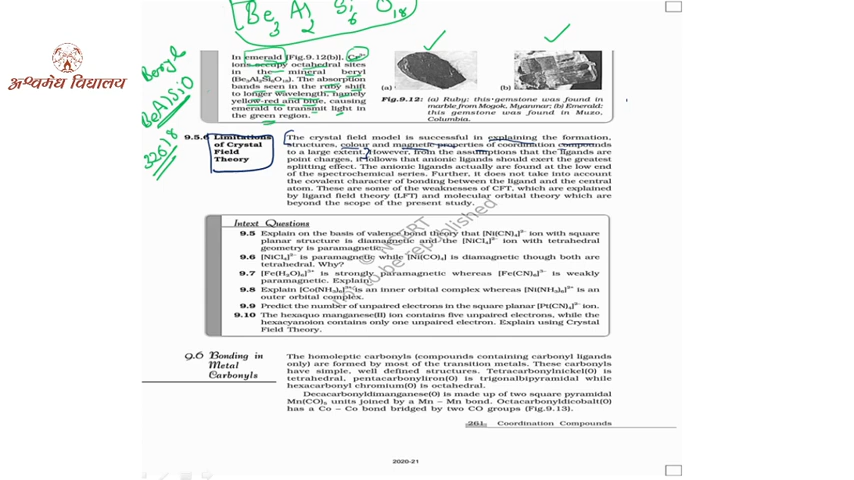 Be3 Al2 Si6 O18
अश्वमेध विद्यालय
Beryl
BeAlSiO
32618
In emerald [Fig.9.12(b)], Cr3+
ions occupy octahedral sites
in the mineral beryl
(Be3Al2Si6O18). The absorption
bands seen in the ruby shift
to longer wavelength, namely
yellow-red and blue, causing
emerald to transmit light in
the green region.
(a)
(b)
Fig.9.12: (a) Ruby: this gemstone was found in
marble from Mogok, Myanmar; (b) Emerald:
this gemstone was found in Muzo,
Columbia.
9.5.6 Limitations
of Crystal
Field
Theory
The crystal field model is successful in explaining the formation,
structures, colour and magnetic properties of coordination compounds
to a large extent. However, from the assumptions that the ligands are
point charges, it follows that anionic ligands should exert the greatest
splitting effect. The anionic ligands actually are found at the low end
of the spectrochemical series. Further, it does not take into account
the covalent character of bonding between the ligand and the central
atom. These are some of the weaknesses of CFT, which are explained
by ligand field theory (LFT) and molecular orbital theory which are
beyond the scope of the present study.
Intext Questions
9.5 Explain on the basis of valence bond theory that [Ni(CN)4]2– ion with square
planar structure is diamagnetic and the [NiCl4]2– ion with tetrahedral
geometry is paramagnetic.
9.6 [NiCl4]2– is paramagnetic while [Ni(CO)4] is diamagnetic though both are
tetrahedral. Why?
9.7 [Fe(H2O)6]3+ is strongly paramagnetic whereas [Fe(CN)6]3– is weakly
paramagnetic. Explain.
9.8 Explain [Co(NH3)6]3+ is an inner orbital complex whereas [Ni(NH3)6]2+ is an
outer orbital complex.
9.9 Predict the number of unpaired electrons in the square planar [Pt(CN)4]2– ion.
9.10 The hexaquo manganese(II) ion contains five unpaired electrons, while the
hexacyanoion contains only one unpaired electron. Explain using Crystal
Field Theory.
© NCERT
not to be republished
9.6 Bonding in
Metal
Carbonyls
The homoleptic carbonyls (compounds containing carbonyl ligands
only) are formed by most of the transition metals. These carbonyls
have simple, well defined structures. Tetracarbonylnickel(0) is
tetrahedral, pentacarbonyliron(0) is trigonalbipyramidal while
hexacarbonyl chromium(0) is octahedral.
Decacarbonyldimanganese(0) is made up of two square pyramidal
Mn(CO)5 units joined by a Mn – Mn bond. Octacarbonyldicobalt(0)
has a Co – Co bond bridged by two CO groups (Fig.9.13).
261 Coordination Compounds
2020-21